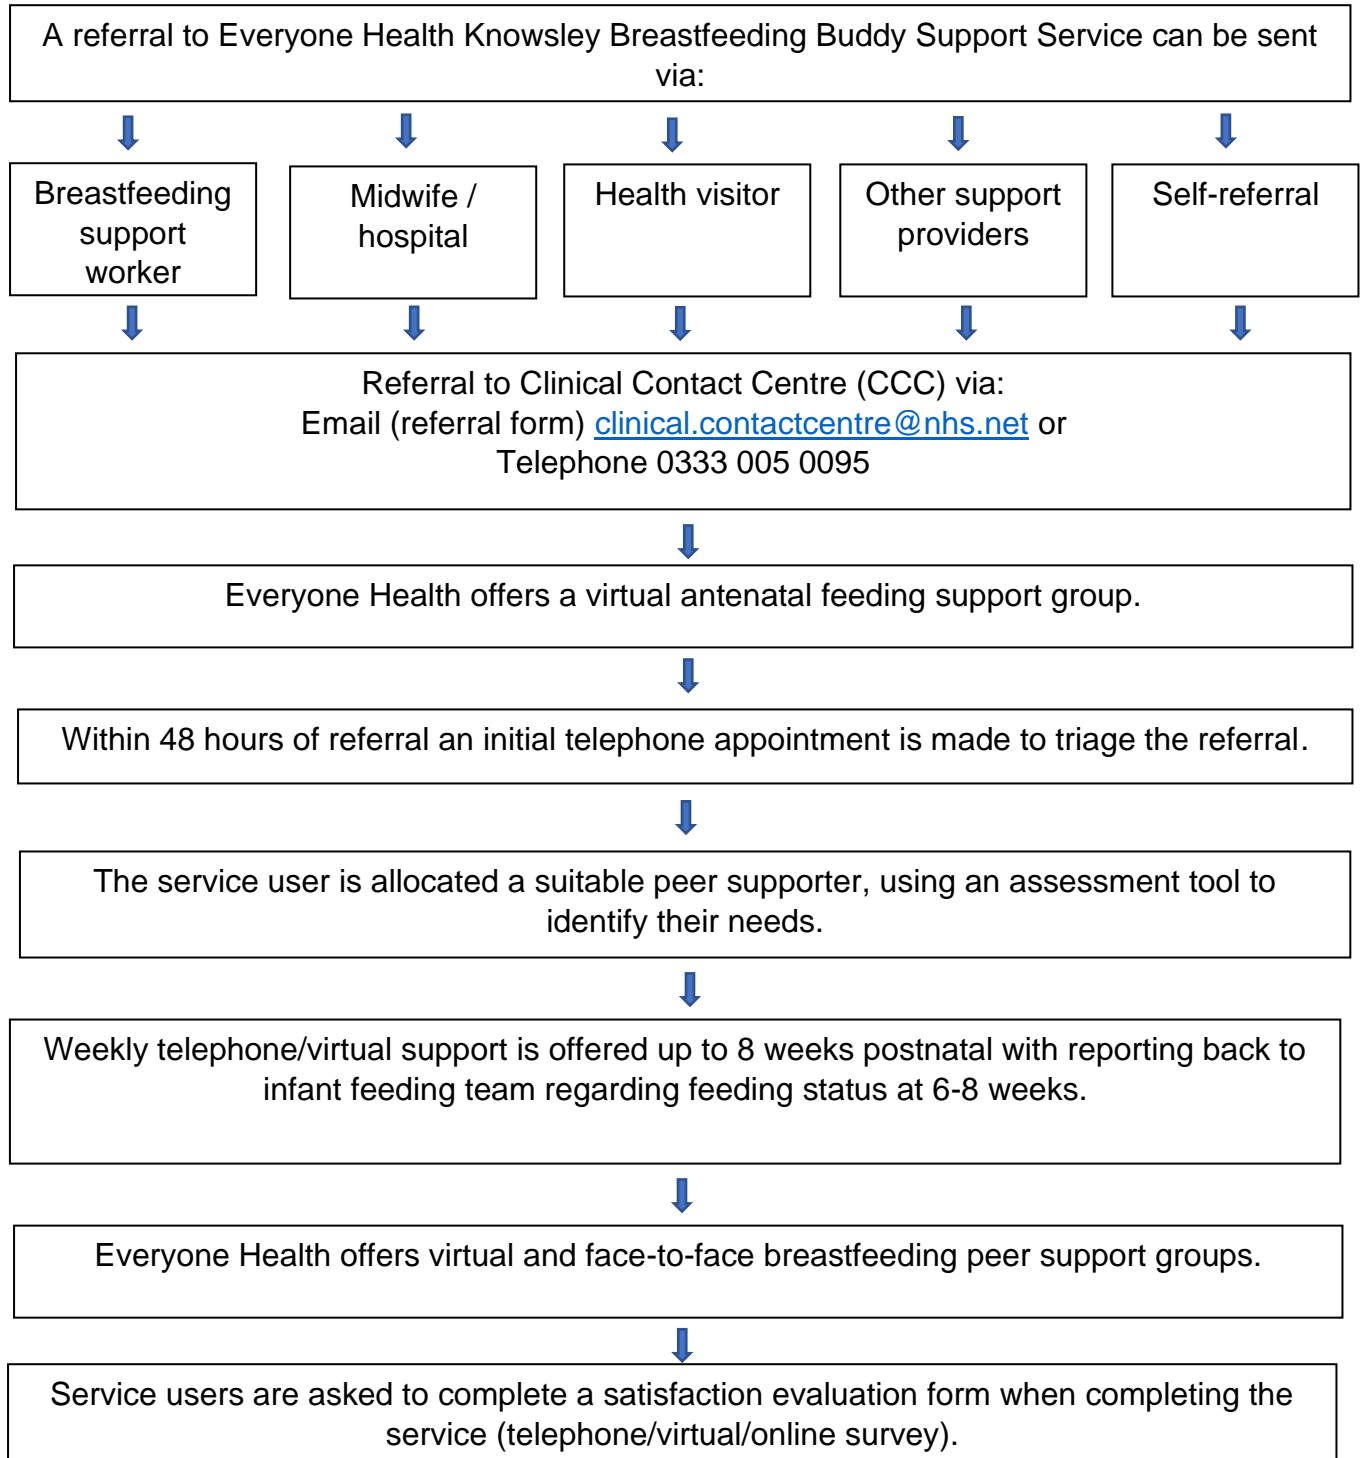 A referral to Everyone Health Knowsley Breastfeeding Buddy Support Service can be sent
via:
Breastfeeding
support
worker
Midwife /
hospital
Health visitor
Other support
providers
Self-referral
Referral to Clinical Contact Centre (CCC) via:
Email (referral form) clinical.contactcentre@nhs.net or
Telephone 0333 005 0095
Everyone Health offers a virtual antenatal feeding support group.
Within 48 hours of referral an initial telephone appointment is made to triage the referral.
The service user is allocated a suitable peer supporter, using an assessment tool to
identify their needs.
Weekly telephone/virtual support is offered up to 8 weeks postnatal with reporting back to
infant feeding team regarding feeding status at 6-8 weeks.
Everyone Health offers virtual and face-to-face breastfeeding peer support groups.
Service users are asked to complete a satisfaction evaluation form when completing the
service (telephone/virtual/online survey).